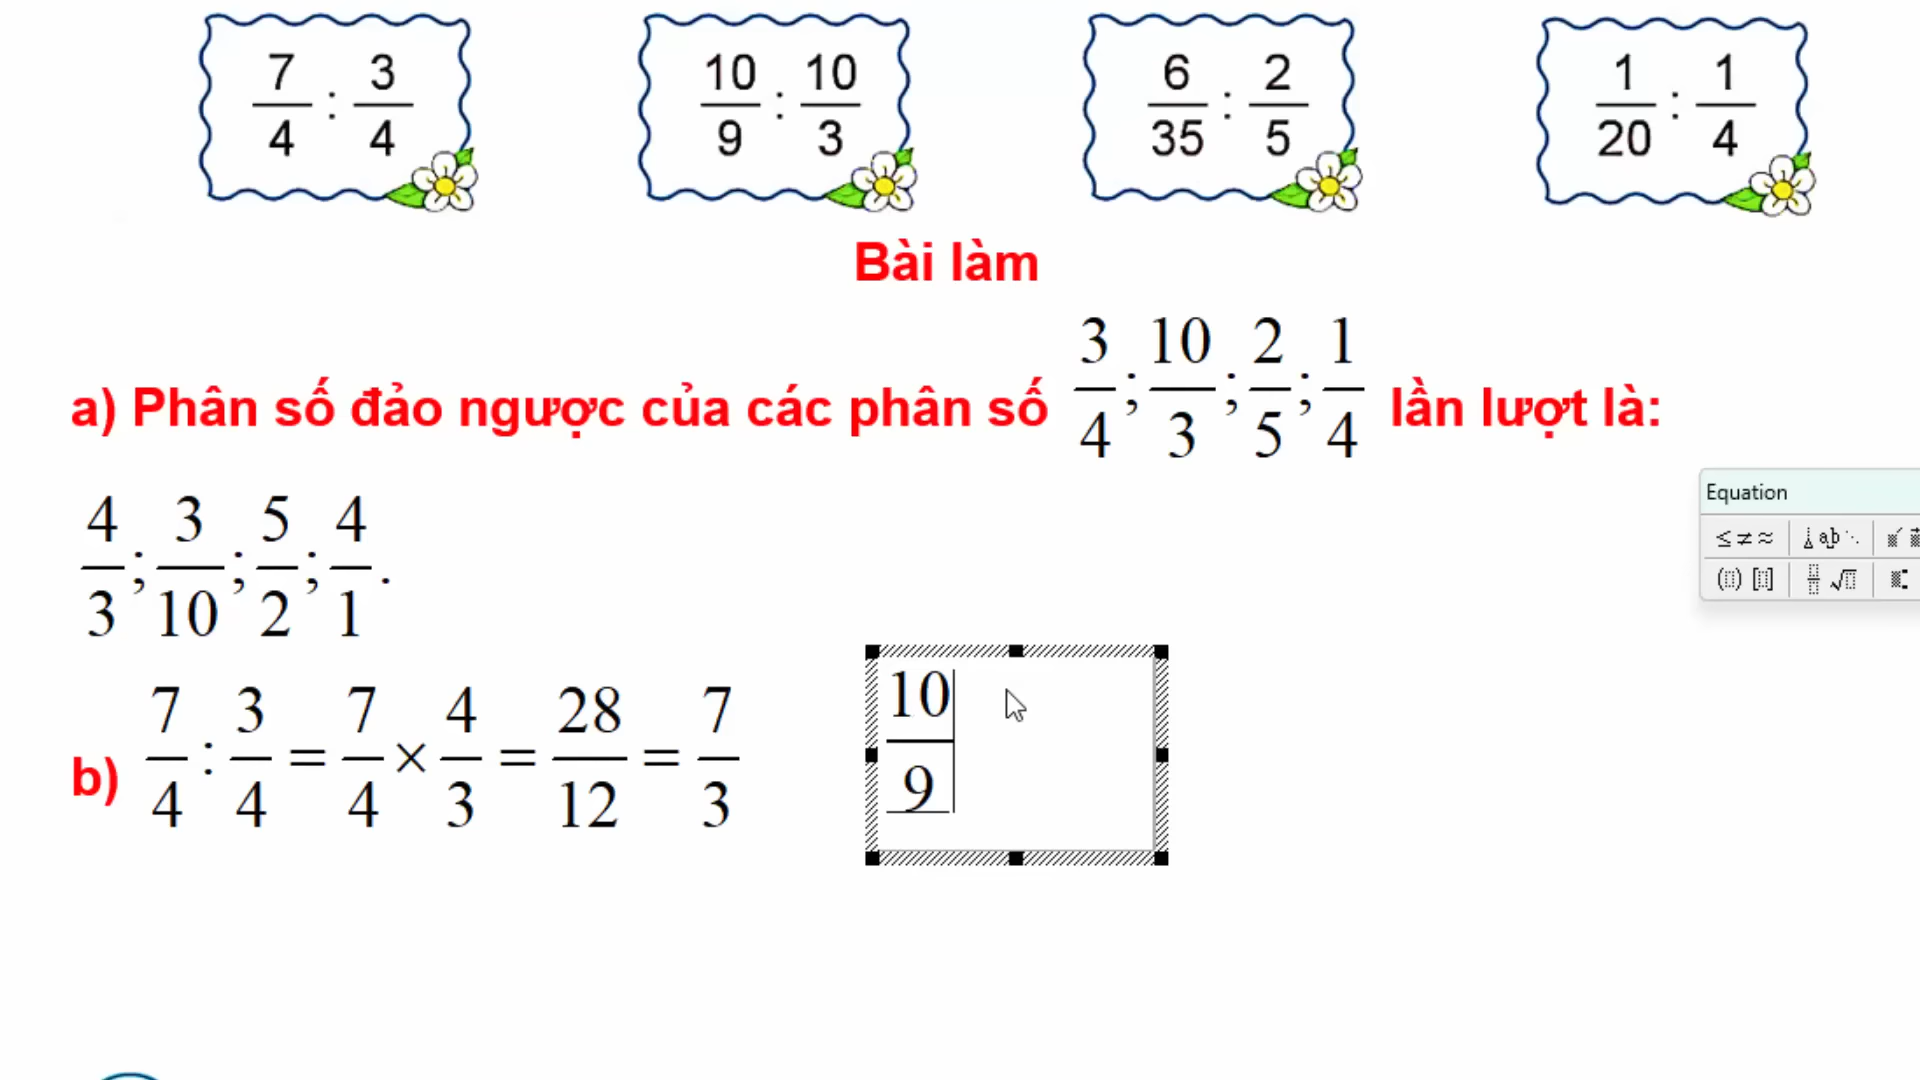 7/4 : 3/4
10/9 : 10/3
6/35 : 2/5
1/20 : 1/4
Bài làm
a) Phân số đảo ngược của các phân số 3/4; 10/3; 2/5; 1/4 lần lượt là:
4/3; 3/10; 5/2; 4/1.
b) 7/4 : 3/4 = 7/4 × 4/3 = 28/12 = 7/3
10/9
Equation